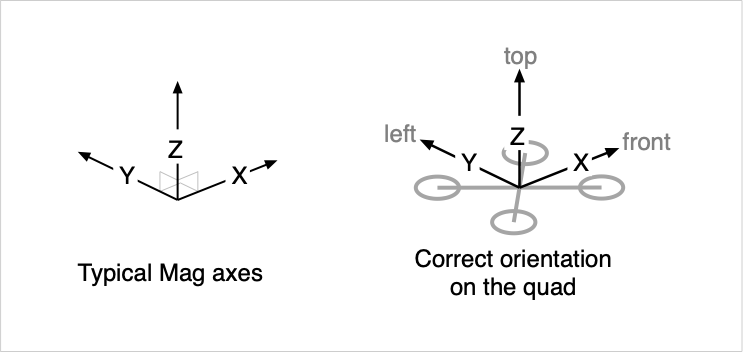 Z
Y
X
Typical Mag axes
top
left
front
Z
Y
X
Correct orientation
on the quad